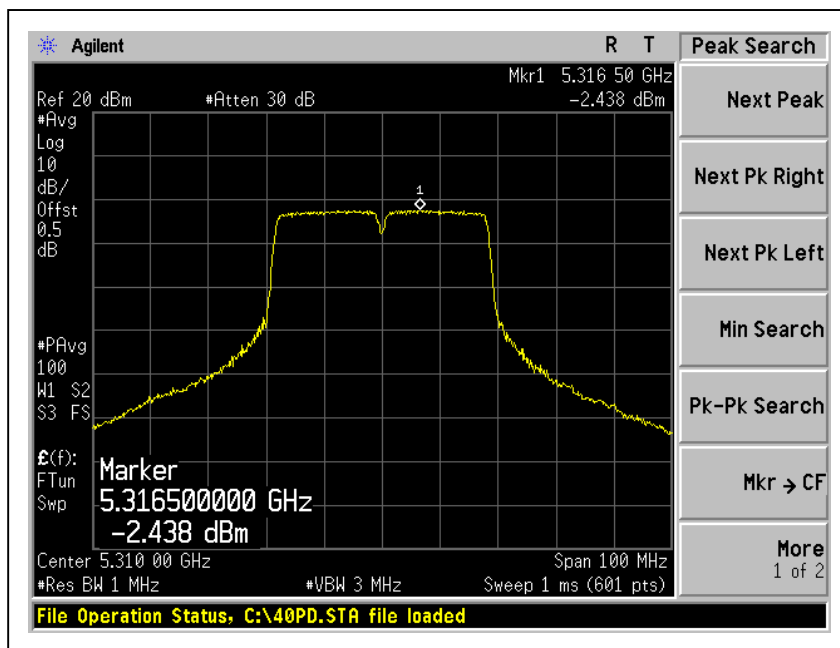 Agilent R T Peak Search
Mkr1 5.316 50 GHz
Ref 20 dBm #Atten 30 dB -2.438 dBm
#Avg
Log
10
dB/
Offst
0.5
dB
1
#PAvg
100
W1 S2
S3 FS
£(f):
FTun
Swp
Marker
5.316500000 GHz
-2.438 dBm
Center 5.310 00 GHz Span 100 MHz
#Res BW 1 MHz #VBW 3 MHz Sweep 1 ms (601 pts)
File Operation Status, C:\40PD.STA file loaded
Next Peak
Next Pk Right
Next Pk Left
Min Search
Pk-Pk Search
Mkr → CF
More
1 of 2